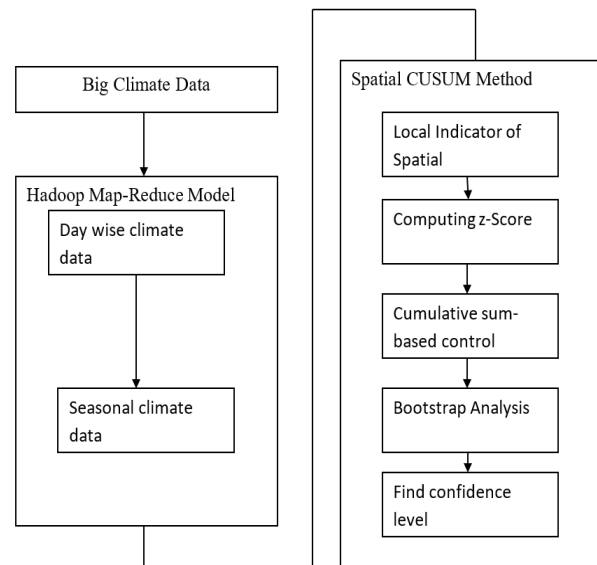 Big Climate Data
Hadoop Map-Reduce Model
Day wise climate
data
Seasonal climate
data
Spatial CUSUM Method
Local Indicator of
Spatial
Computing z-Score
Cumulative sum-
based control
Bootstrap Analysis
Find confidence
level